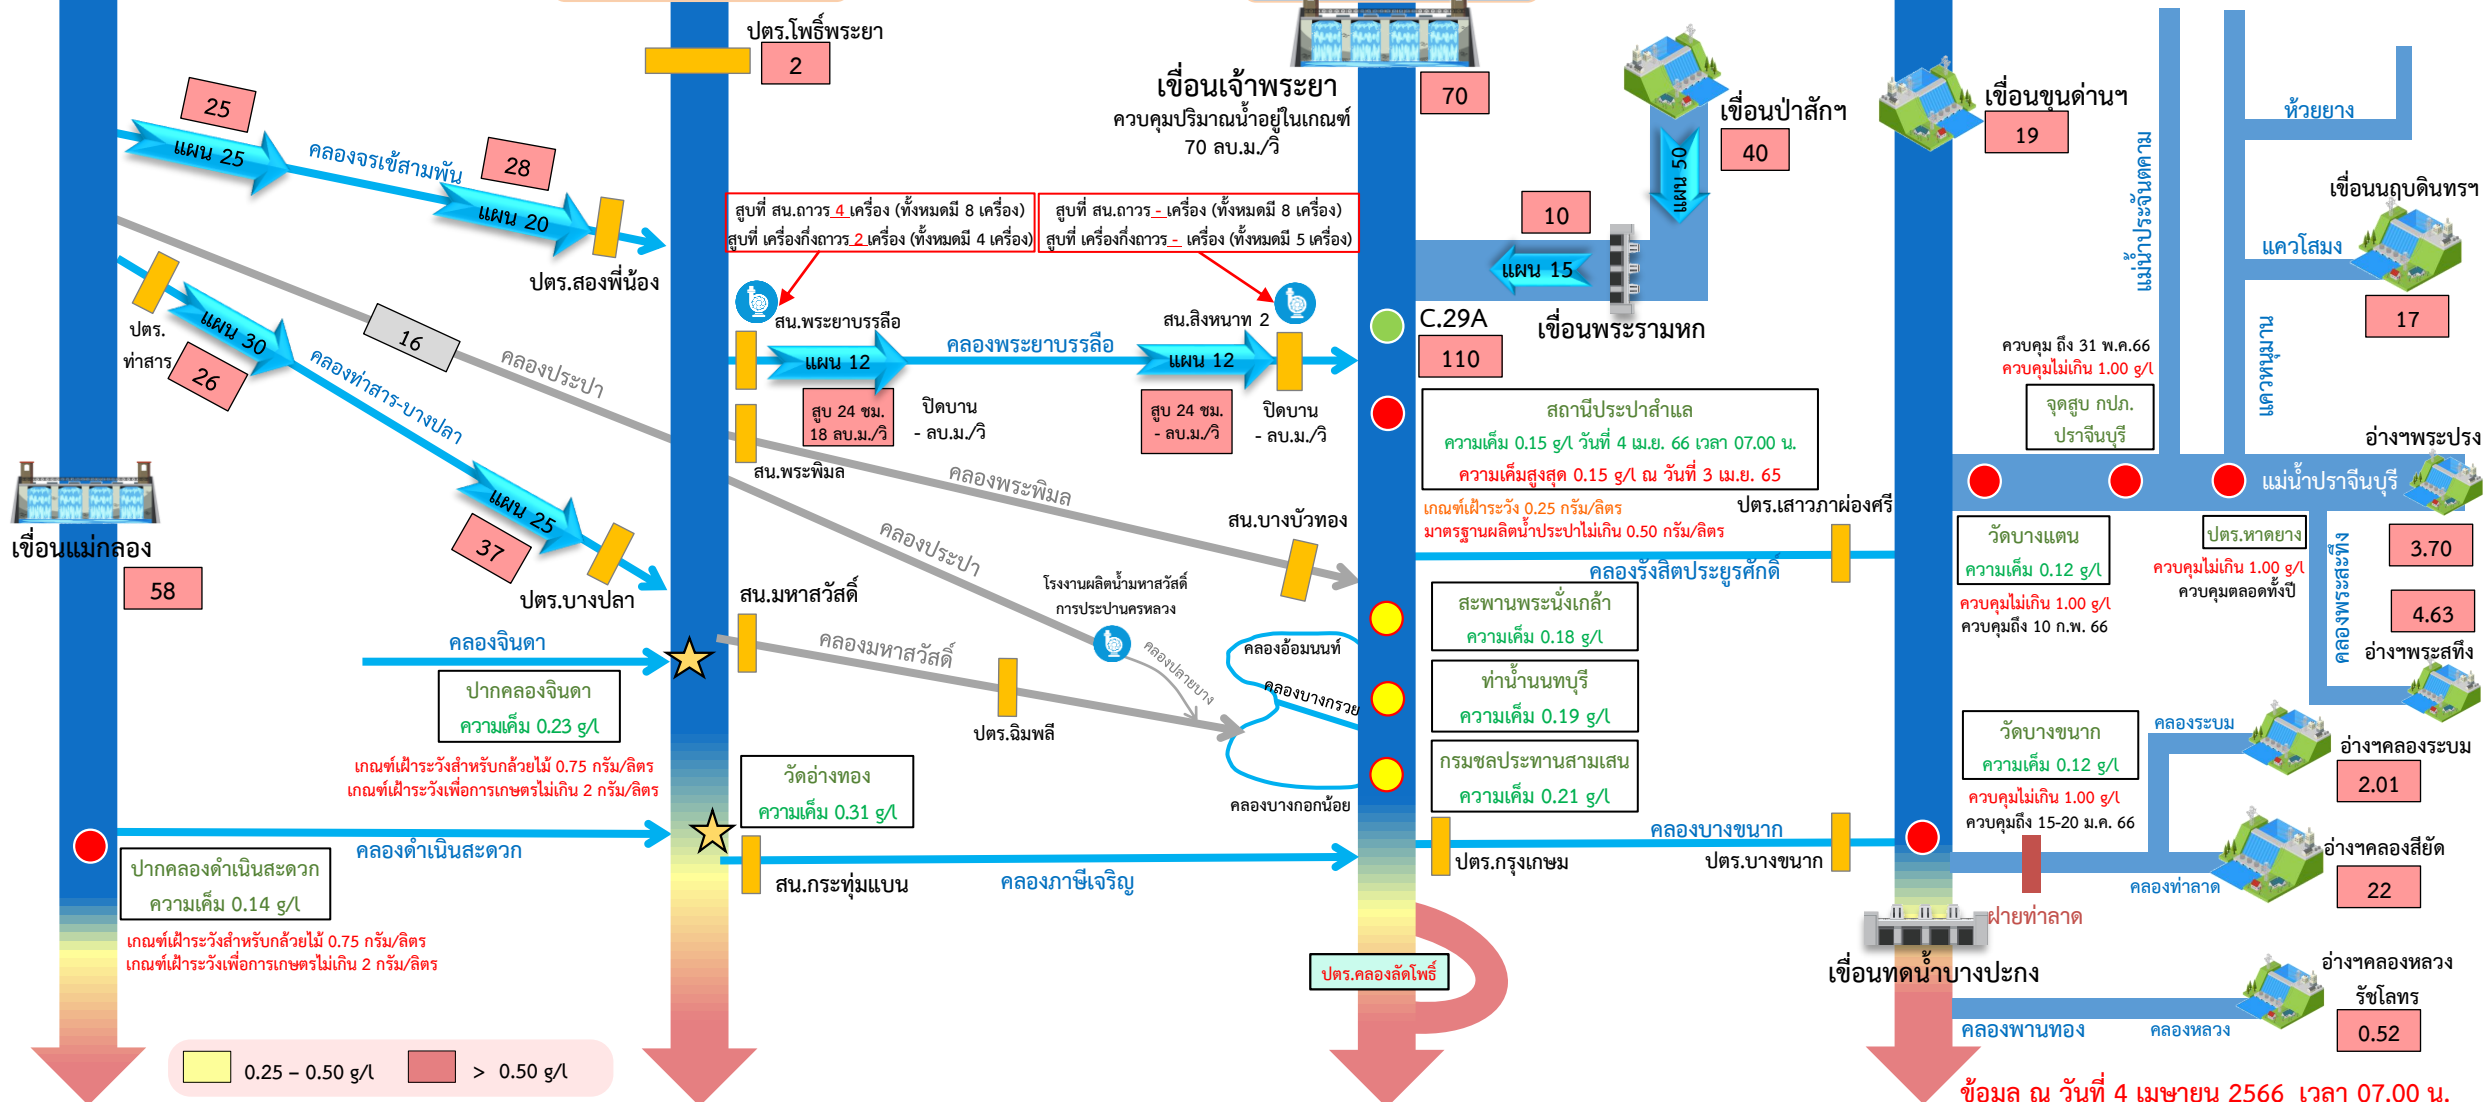 ปตร.โพธิ์พระยา
2
25
แผน 25
คลองจรเข้สามพัน
28
แผน 20
ปตร.สองพี่น้อง
ปตร.
ท่าสาร
แผน 30
26
16
คลองประปา
คลองท่าสาร-บางปลา
แผน 25
37
ปตร.บางปลา
เขื่อนแม่กลอง
58
คลองจินดา
ปากคลองจินดา
ความเค็ม 0.23 g/l
เกณฑ์เฝ้าระวังสำหรับกล้วยไม้ 0.75 กรัม/ลิตร
เกณฑ์เฝ้าระวังเพื่อการเกษตรไม่เกิน 2 กรัม/ลิตร
คลองดำเนินสะดวก
ปากคลองดำเนินสะดวก
ความเค็ม 0.14 g/l
เกณฑ์เฝ้าระวังสำหรับกล้วยไม้ 0.75 กรัม/ลิตร
เกณฑ์เฝ้าระวังเพื่อการเกษตรไม่เกิน 2 กรัม/ลิตร
0.25 – 0.50 g/l
> 0.50 g/l
เขื่อนเจ้าพระยา
ควบคุมปริมาณน้ำอยู่ในเกณฑ์
70 ลบ.ม./วิ
70
สูบที่ สน.ถาวร 4 เครื่อง (ทั้งหมดมี 8 เครื่อง)
สูบที่ เครื่องกึ่งถาวร 2 เครื่อง (ทั้งหมดมี 4 เครื่อง)
สูบที่ สน.ถาวร - เครื่อง (ทั้งหมดมี 8 เครื่อง)
สูบที่ เครื่องกึ่งถาวร - เครื่อง (ทั้งหมดมี 5 เครื่อง)
สน.พระยาบรรลือ
สน.สิงหนาท 2
แผน 12
คลองพระยาบรรลือ
แผน 12
สูบ 24 ชม.
18 ลบ.ม./วิ
ปิดบาน
- ลบ.ม./วิ
สูบ 24 ชม.
- ลบ.ม./วิ
ปิดบาน
- ลบ.ม./วิ
สน.พระพิมล
คลองพระพิมล
สน.บางบัวทอง
คลองประปา
โรงงานผลิตน้ำมหาสวัสดิ์
การประปานครหลวง
สน.มหาสวัสดิ์
คลองมหาสวัสดิ์
คลองปลายบาง
ปตร.ฉิมพลี
คลองอ้อมนนท์
คลองบางกรวย
คลองบางกอกน้อย
วัดอ่างทอง
ความเค็ม 0.31 g/l
สน.กระทุ่มแบน
คลองภาษีเจริญ
เขื่อนป่าสักฯ
40
แผน 50
10
แผน 15
เขื่อนพระรามหก
C.29A
110
สถานีประปาสำแล
ความเค็ม 0.15 g/l วันที่ 4 เม.ย. 66 เวลา 07.00 น.
ความเค็มสูงสุด 0.15 g/l ณ วันที่ 3 เม.ย. 65
เกณฑ์เฝ้าระวัง 0.25 กรัม/ลิตร
มาตรฐานผลิตน้ำประปาไม่เกิน 0.50 กรัม/ลิตร
ปตร.เสาวภาผ่องศรี
คลองรังสิตประยูรศักดิ์
สะพานพระนั่งเกล้า
ความเค็ม 0.18 g/l
ท่าน้ำนนทบุรี
ความเค็ม 0.19 g/l
กรมชลประทานสามเสน
ความเค็ม 0.21 g/l
คลองบางขนาก
ปตร.กรุงเกษม
ปตร.บางขนาก
ปตร.คลองลัดโพธิ์
เขื่อนขุนด่านฯ
19
แม่น้ำประจันตคาม
ห้วยยาง
เขื่อนนฤบดินทรฯ
แควโสมง
17
แควหนุมาน
ควบคุม ถึง 31 พ.ค.66
ควบคุมไม่เกิน 1.00 g/l
จุดสูบ กปภ.
ปราจีนบุรี
อ่างฯพระปรง
แม่น้ำปราจีนบุรี
3.70
วัดบางแตน
ความเค็ม 0.12 g/l
ควบคุมไม่เกิน 1.00 g/l
ควบคุมถึง 10 ก.พ. 66
ปตร.หาดยาง
ควบคุมไม่เกิน 1.00 g/l
ควบคุมตลอดทั้งปี
คลองพระสะทึง
4.63
อ่างฯพระสทึง
วัดบางขนาก
ความเค็ม 0.12 g/l
ควบคุมไม่เกิน 1.00 g/l
ควบคุมถึง 15-20 ม.ค. 66
คลองระบม
อ่างฯคลองระบม
2.01
อ่างฯคลองสียัด
22
คลองท่าลาด
ฝายท่าลาด
เขื่อนทดน้ำบางปะกง
อ่างฯคลองหลวง
รัชโลทร
0.52
คลองพานทอง
คลองหลวง
ข้อมูล ณ วันที่ 4 เมษายน 2566 เวลา 07.00 น.